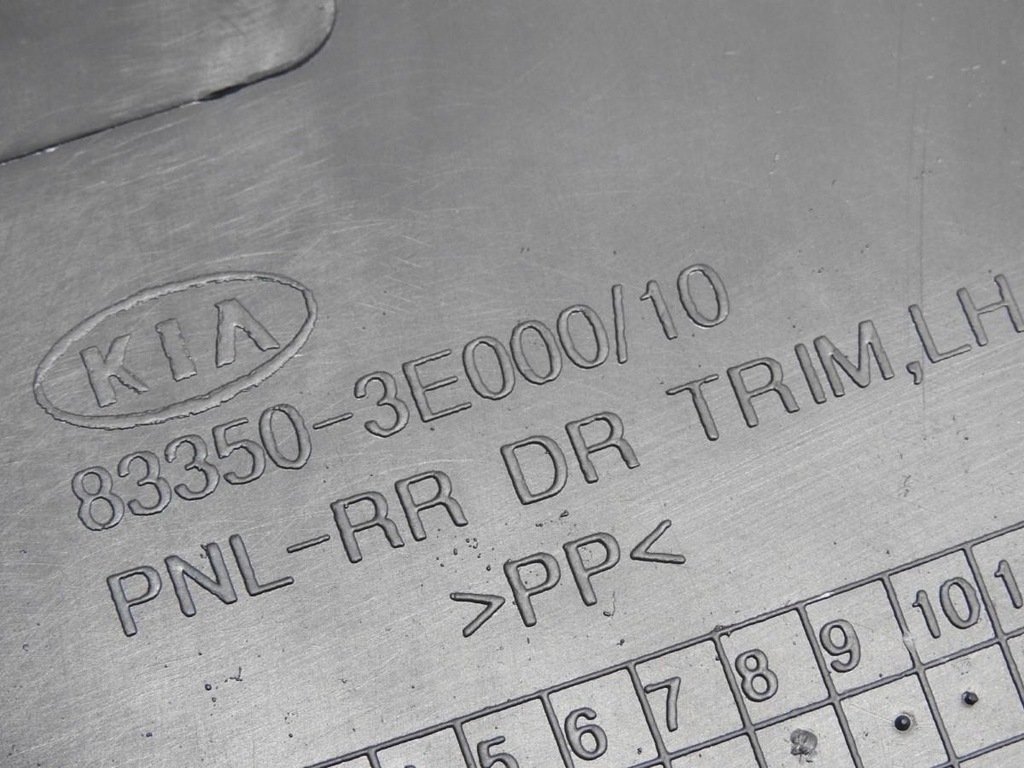 KIA
83350-3E000/10
PNL-RR DR TRIM,LH
>PP<
5 6 7 8 9 10